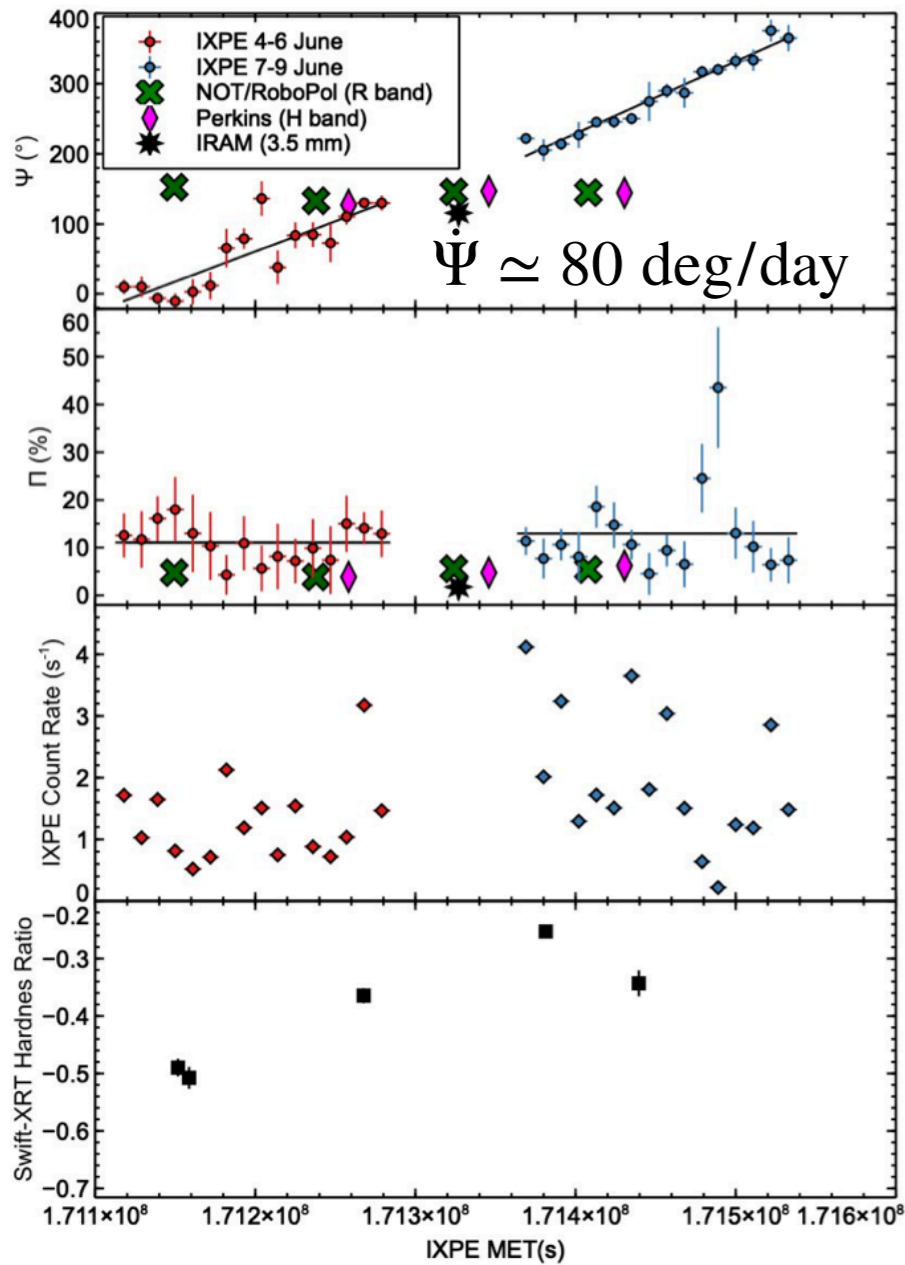 400
300
200
100
0
Ψ (°)
IXPE 4-6 June
IXPE 7-9 June
NOT/RoboPol (R band)
Perkins (H band)
IRAM (3.5 mm)
Ψ̇ ≃ 80 deg/day
60
50
40
30
20
10
0
Π (%)
4
3
2
1
0
IXPE Count Rate (s⁻¹)
−0.2
−0.3
−0.4
−0.5
−0.6
−0.7
Swift-XRT Hardnes Ratio
1.711×10⁸ 1.712×10⁸ 1.713×10⁸ 1.714×10⁸ 1.715×10⁸ 1.716×10⁸
IXPE MET(s)